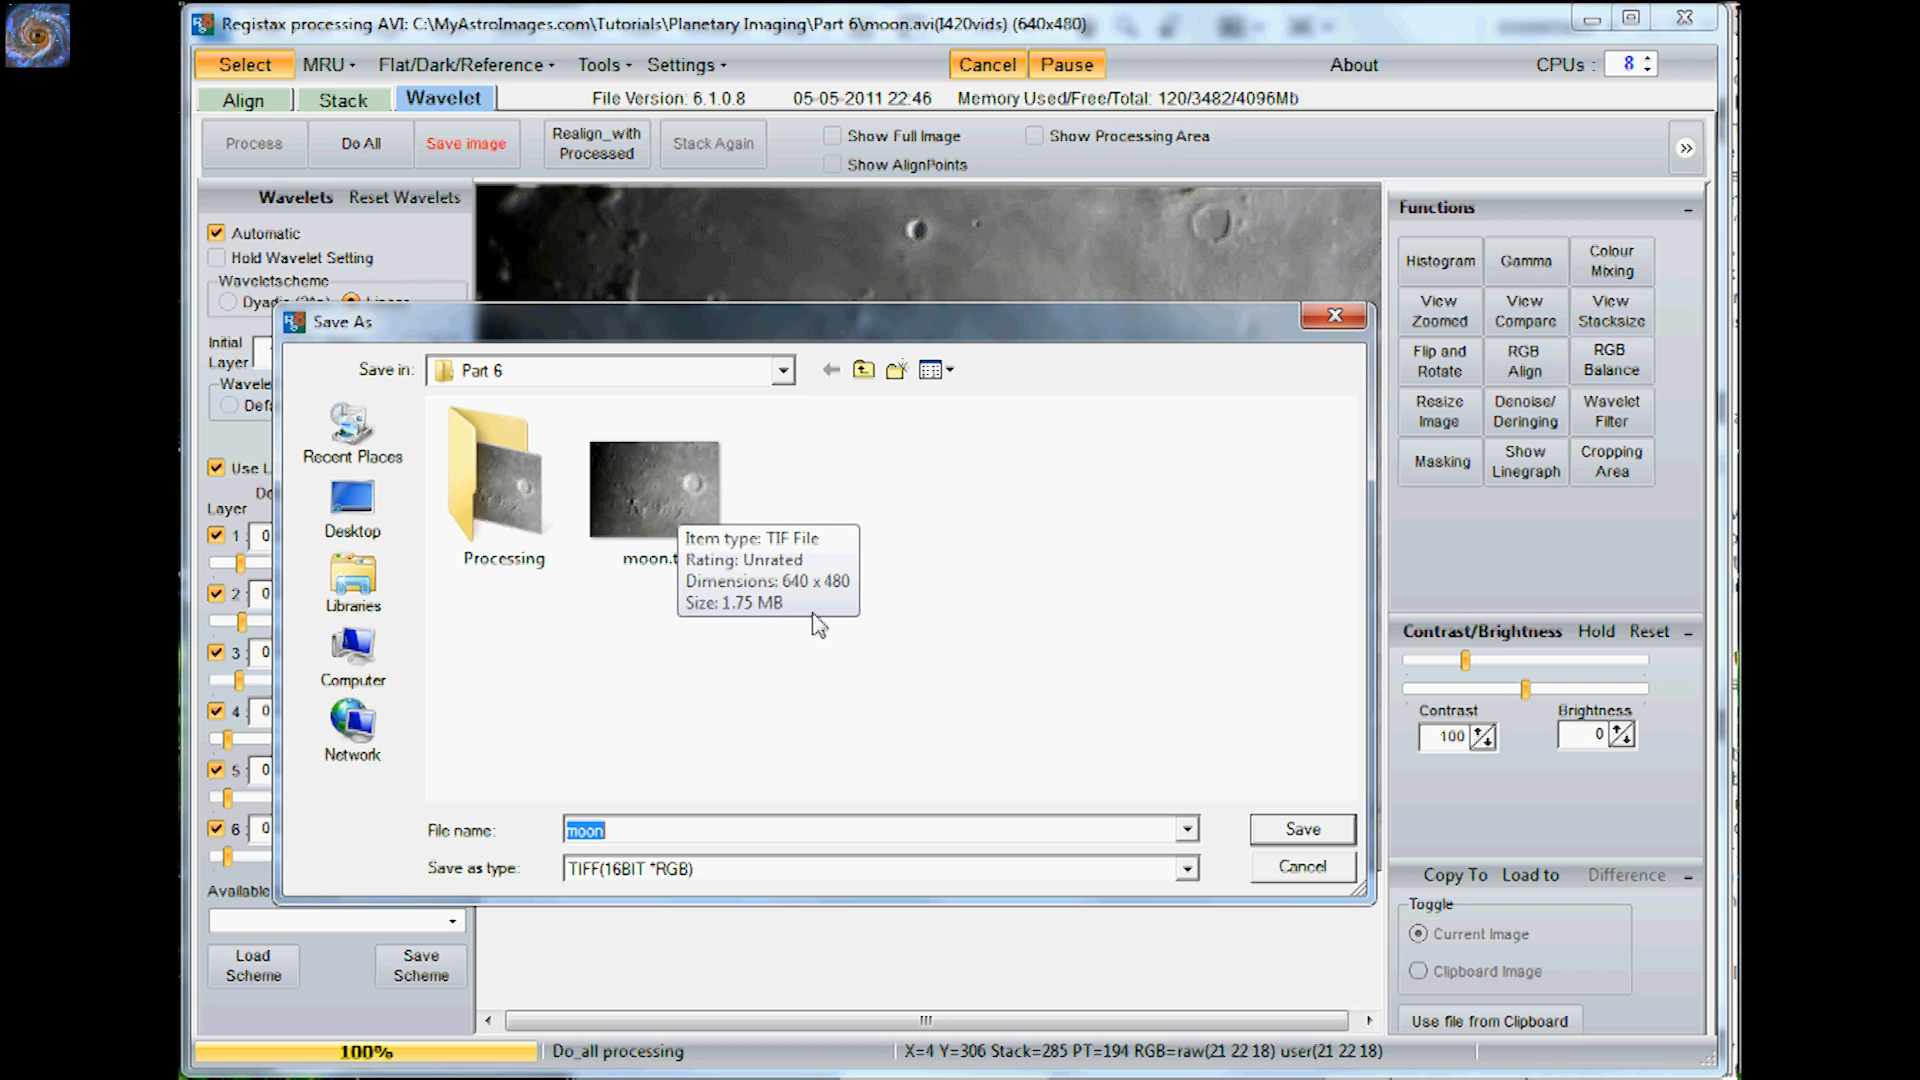 Registax processing AVI: C:\MyAstroImages.com\Tutorials\Planetary Imaging\Part 6\moon.avi(I420vids) (640x480)
Select MRU Flat/Dark/Reference Tools Settings Cancel Pause About CPUs : 8
Align Stack Wavelet File Version: 6.1.0.8 05-05-2011 22:46 Memory Used/Free/Total: 120/3482/4096Mb
Process Do All Save image Realign_with Processed Stack Again Show Full Image Show Processing Area
Show AlignPoints
Wavelets Reset Wavelets
Automatic
Hold Wavelet Setting
Waveletscheme
Initial
Layer
Layer
1 0
2 0
3 0
4 0
5 0
6 0
Available
Load Scheme
Save Scheme
Save As
Save in: Part 6
Recent Places
Desktop
Libraries
Computer
Network
Processing
Item type: TIF File
Rating: Unrated
Dimensions: 640 x 480
Size: 1.75 MB
File name: moon Save
Save as type: TIFF(16BIT *RGB) Cancel
Functions
Histogram Gamma Colour Mixing
View Zoomed View Compare View Stacksize
Flip and Rotate RGB Align RGB Balance
Resize Image Denoise/ Deringing Wavelet Filter
Masking Show Linegraph Cropping Area
Contrast/Brightness Hold Reset
Contrast Brightness
100 0
Copy To Load to Difference
Toggle
Current Image
Clipboard Image
Use file from Clipboard
100% Do_all processing X=4 Y=306 Stack=285 PT=194 RGB=raw(21 22 18) user(21 22 18)